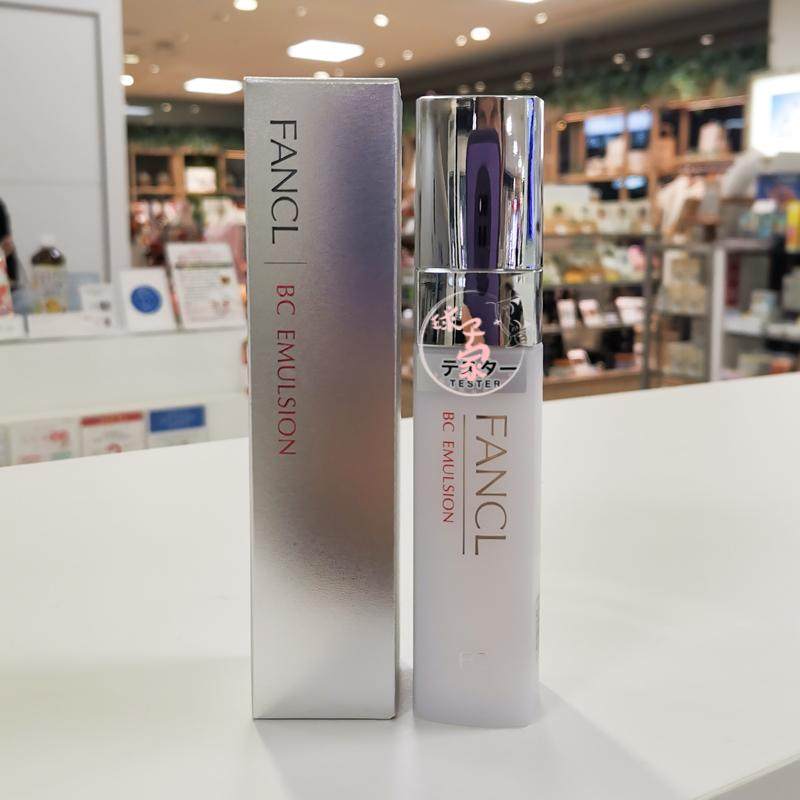 FANCL
BC EMULSION
テスター
TESTER
FANCL
BC EMULSION